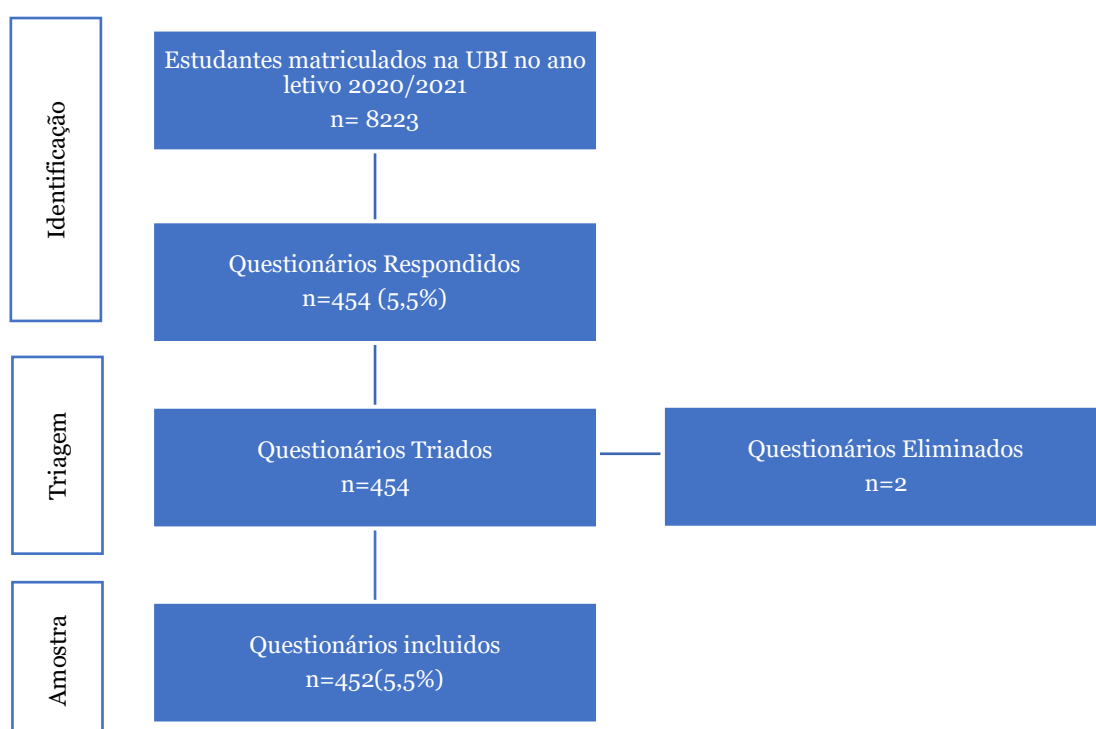 Identificação
Estudantes matriculados na UBI no ano
letivo 2020/2021
n= 8223
Questionários Respondidos
n=454 (5,5%)
Triagem
Questionários Triados
n=454
Questionários Eliminados
n=2
Amostra
Questionários incluidos
n=452(5,5%)